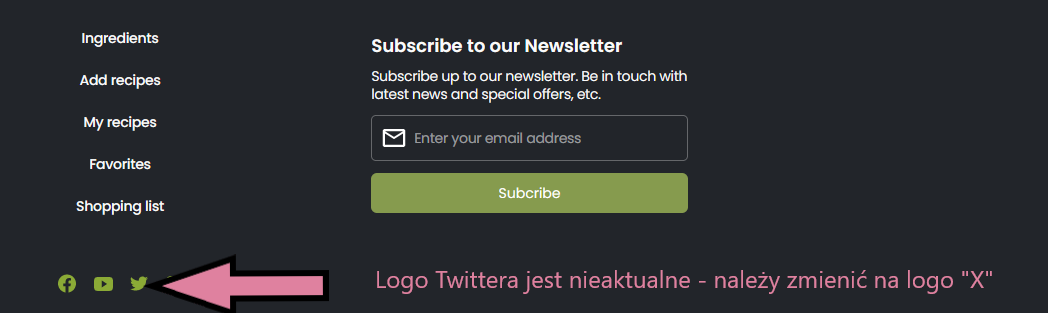 Ingredients
Add recipes
My recipes
Favorites
Shopping list
Subscribe to our Newsletter
Subscribe up to our newsletter. Be in touch with
latest news and special offers, etc.
Enter your email address
Subcribe
Logo Twittera jest nieaktualne - należy zmienić na logo "X"